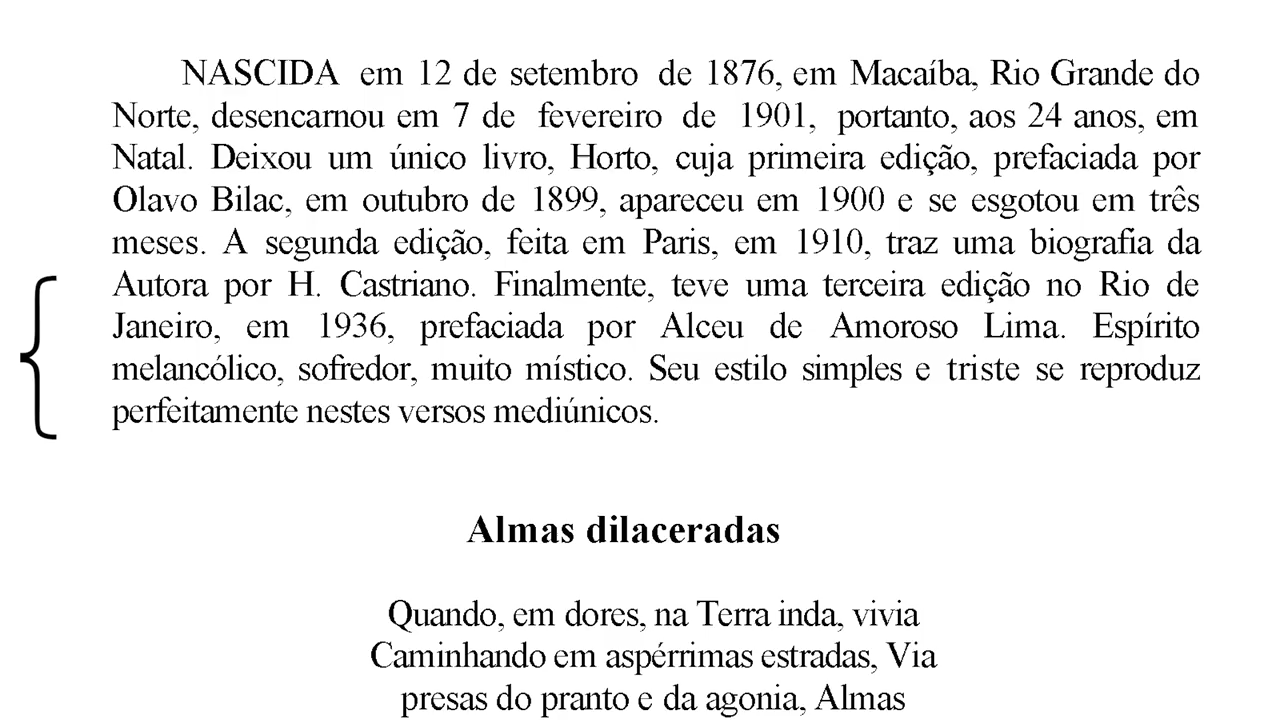 NASCIDA em 12 de setembro de 1876, em Macaíba, Rio Grande do
Norte, desencarnou em 7 de fevereiro de 1901, portanto, aos 24 anos, em
Natal. Deixou um único livro, Horto, cuja primeira edição, prefaciada por
Olavo Bilac, em outubro de 1899, apareceu em 1900 e se esgotou em três
meses. A segunda edição, feita em Paris, em 1910, traz uma biografia da
Autora por H. Castriano. Finalmente, teve uma terceira edição no Rio de
Janeiro, em 1936, prefaciada por Alceu de Amoroso Lima. Espírito
melancólico, sofredor, muito místico. Seu estilo simples e triste se reproduz
perfeitamente nestes versos mediúnicos.
Almas dilaceradas
Quando, em dores, na Terra inda, vivia
Caminhando em aspérrimas estradas, Via
presas do pranto e da agonia, Almas